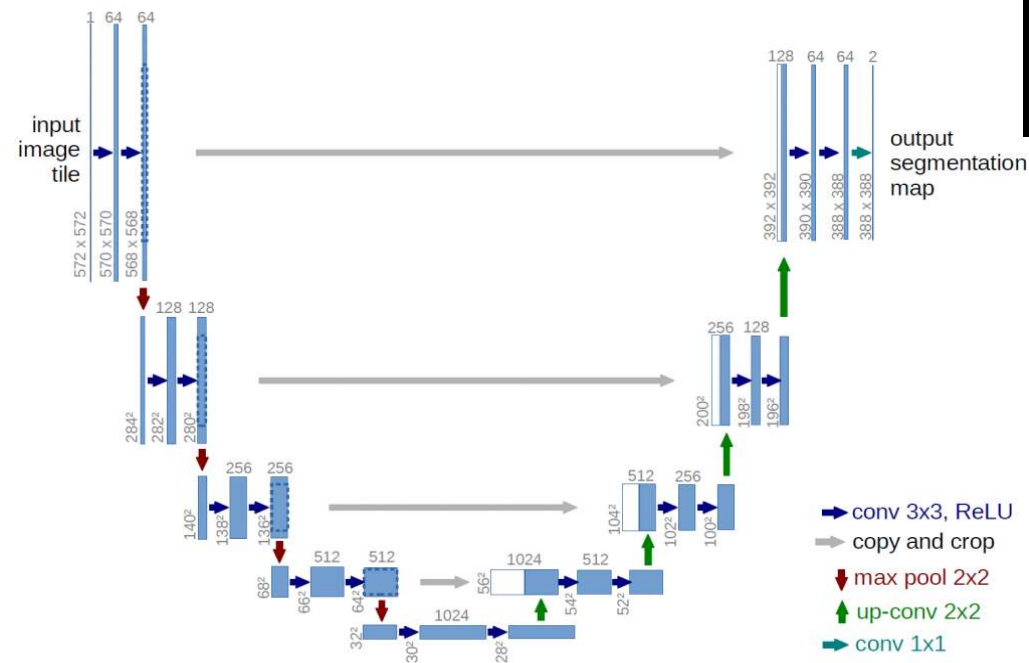 1 64 64
128 64 64 2
input
image
tile
output
segmentation
map
572 x 572
570 x 570
568 x 568
392 x 392
390 x 390
388 x 388
388 x 388
128 128
256 128
284²
282²
280²
200²
198²
196²
256 256
512 256
140²
138²
136²
104²
102²
100²
512 512
1024 512
68²
66²
64²
56²
54²
52²
1024
32²
30²
28²
conv 3x3, ReLU
copy and crop
max pool 2x2
up-conv 2x2
conv 1x1